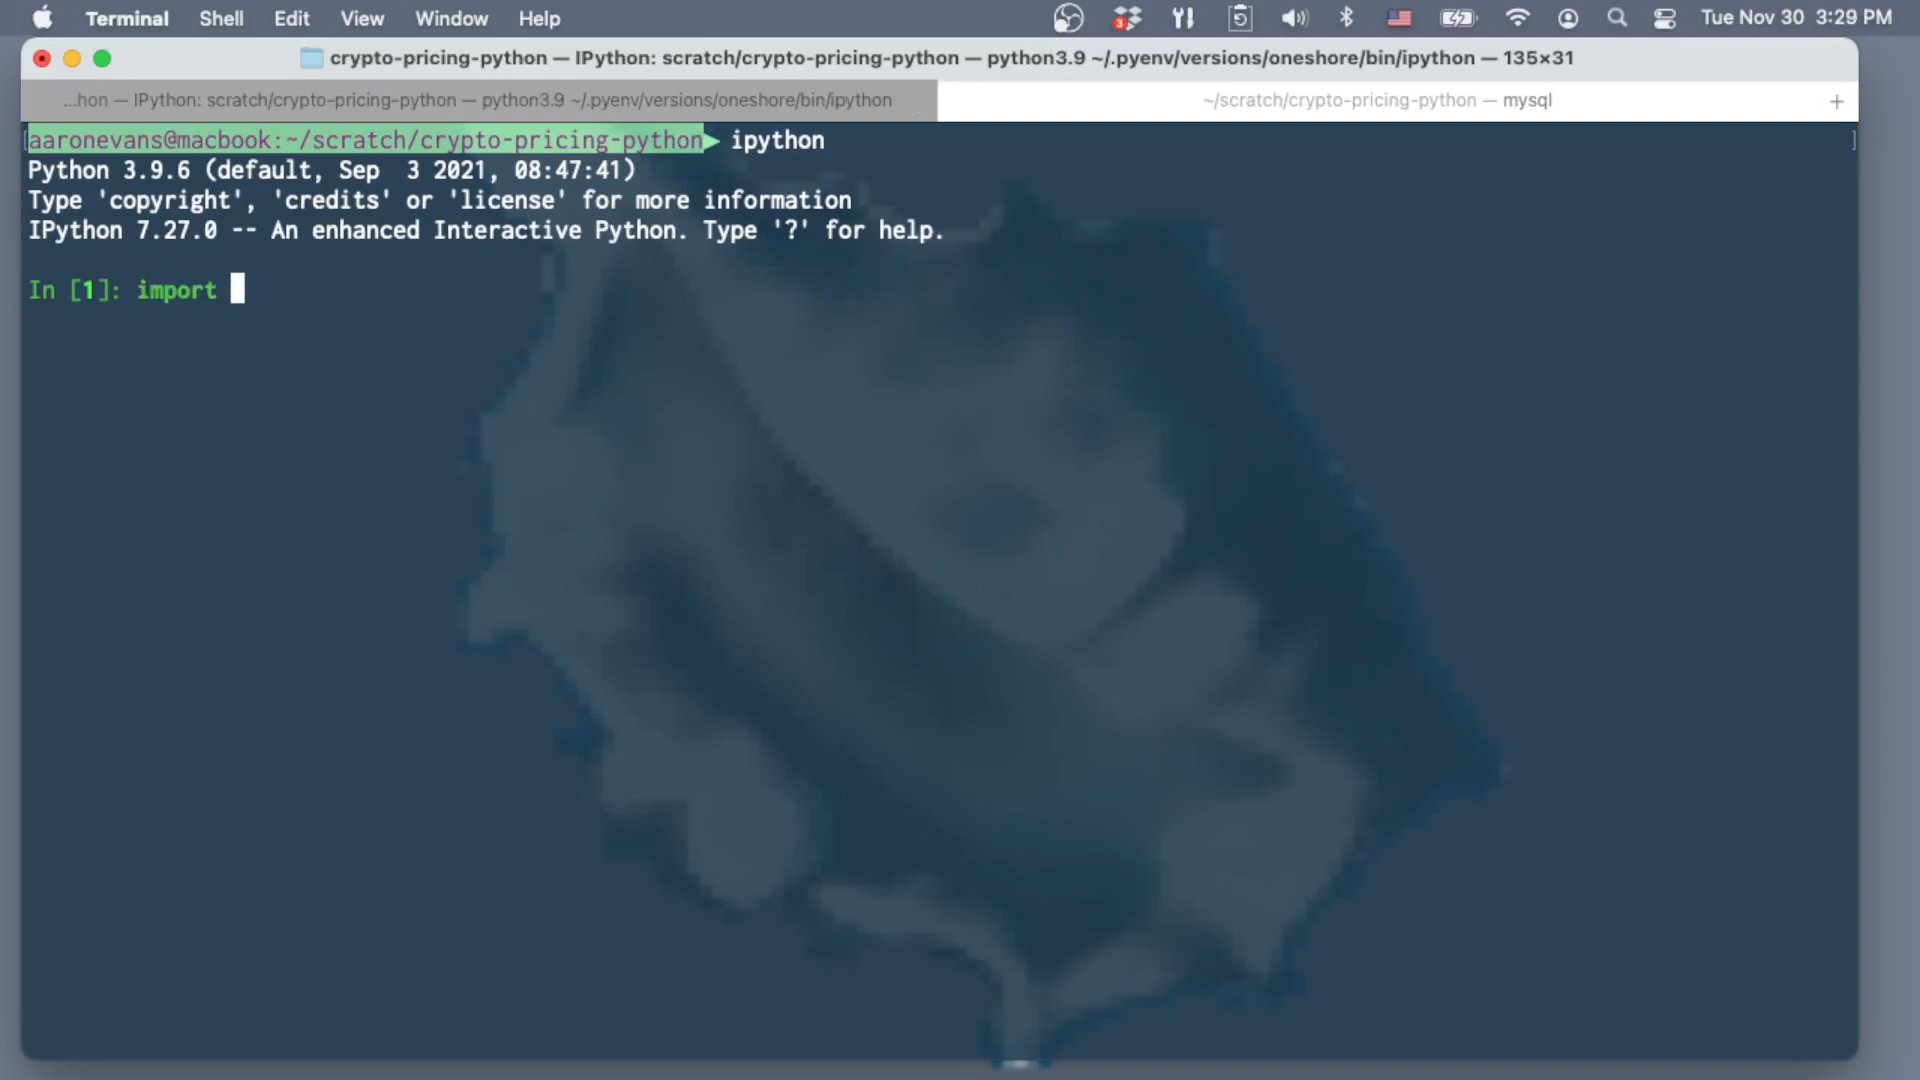 Terminal Shell Edit View Window Help 3 Tue Nov 30 3:29 PM
crypto-pricing-python — IPython: scratch/crypto-pricing-python — python3.9 ~/.pyenv/versions/oneshore/bin/ipython — 135×31
...hon — IPython: scratch/crypto-pricing-python — python3.9 ~/.pyenv/versions/oneshore/bin/ipython ~/scratch/crypto-pricing-python — mysql +
[aaronevans@macbook:~/scratch/crypto-pricing-python ipython ]
Python 3.9.6 (default, Sep  3 2021, 08:47:41)
Type 'copyright', 'credits' or 'license' for more information
IPython 7.27.0 -- An enhanced Interactive Python. Type '?' for help.
In [1]: import